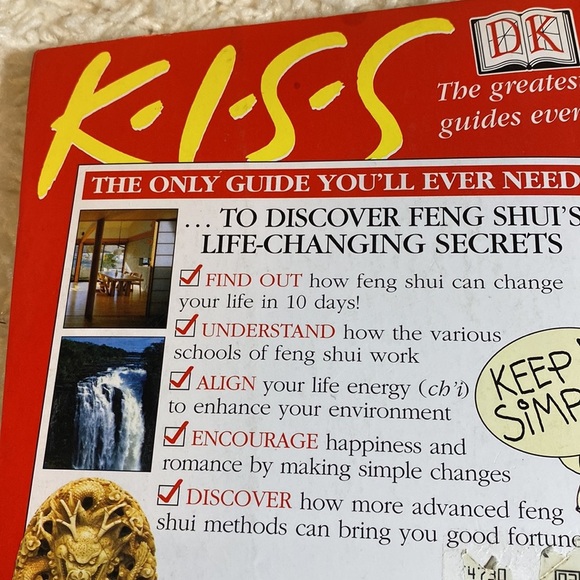 K·I·S·S
DK
The greatest
guides ever
THE ONLY GUIDE YOU'LL EVER NEED
... TO DISCOVER FENG SHUI'S
LIFE-CHANGING SECRETS
FIND OUT how feng shui can change
your life in 10 days!
UNDERSTAND how the various
schools of feng shui work
ALIGN your life energy (ch'i)
to enhance your environment
ENCOURAGE happiness and
romance by making simple changes
DISCOVER how more advanced feng
shui methods can bring you good fortune
KEEP
SIMP